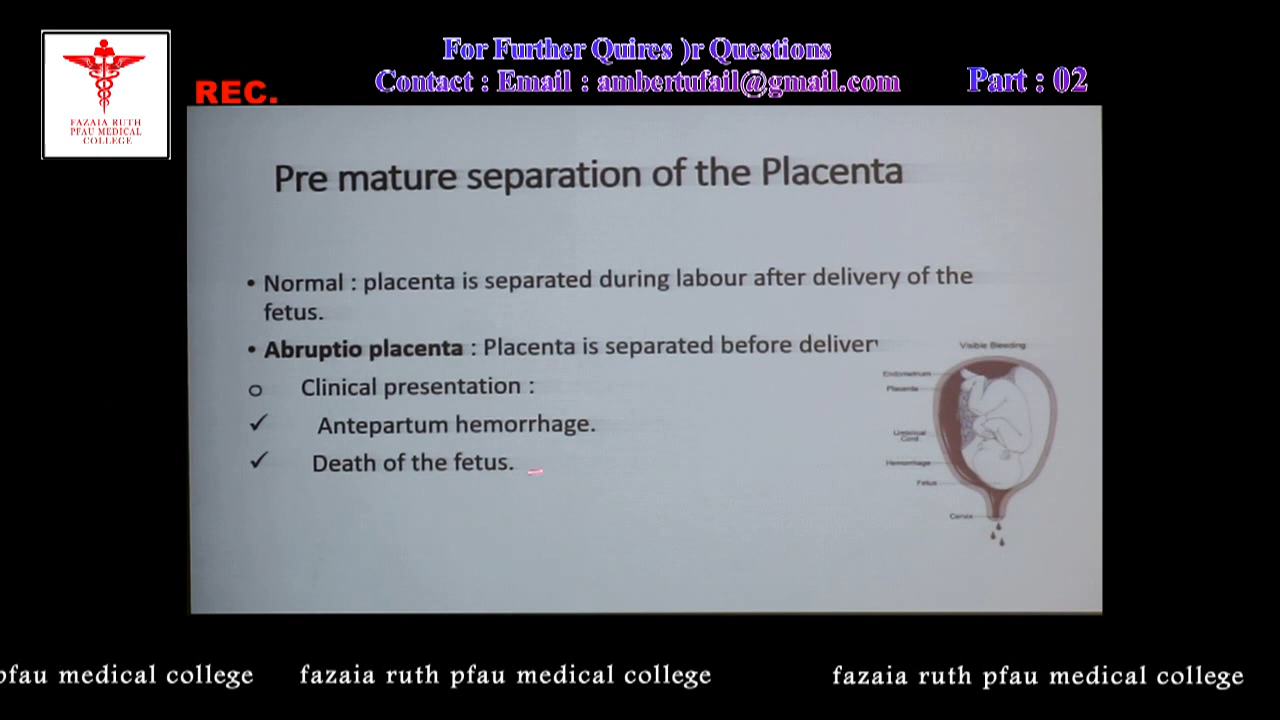 For Further Quires )r Questions
Contact : Email : ambertufail@gmail.com
Part : 02
REC.
FAZAIA RUTH
PFAU MEDICAL
COLLEGE
Pre mature separation of the Placenta
• Normal : placenta is separated during labour after delivery of the
fetus.
• Abruptio placenta : Placenta is separated before deliver
o Clinical presentation :
✓ Antepartum hemorrhage.
✓ Death of the fetus.
Visible Bleeding
Endometrium
Placenta
Umbilical
Cord
Hemorrhage
Fetus
Cervix
pfau medical college fazaia ruth pfau medical college fazaia ruth pfau medical college